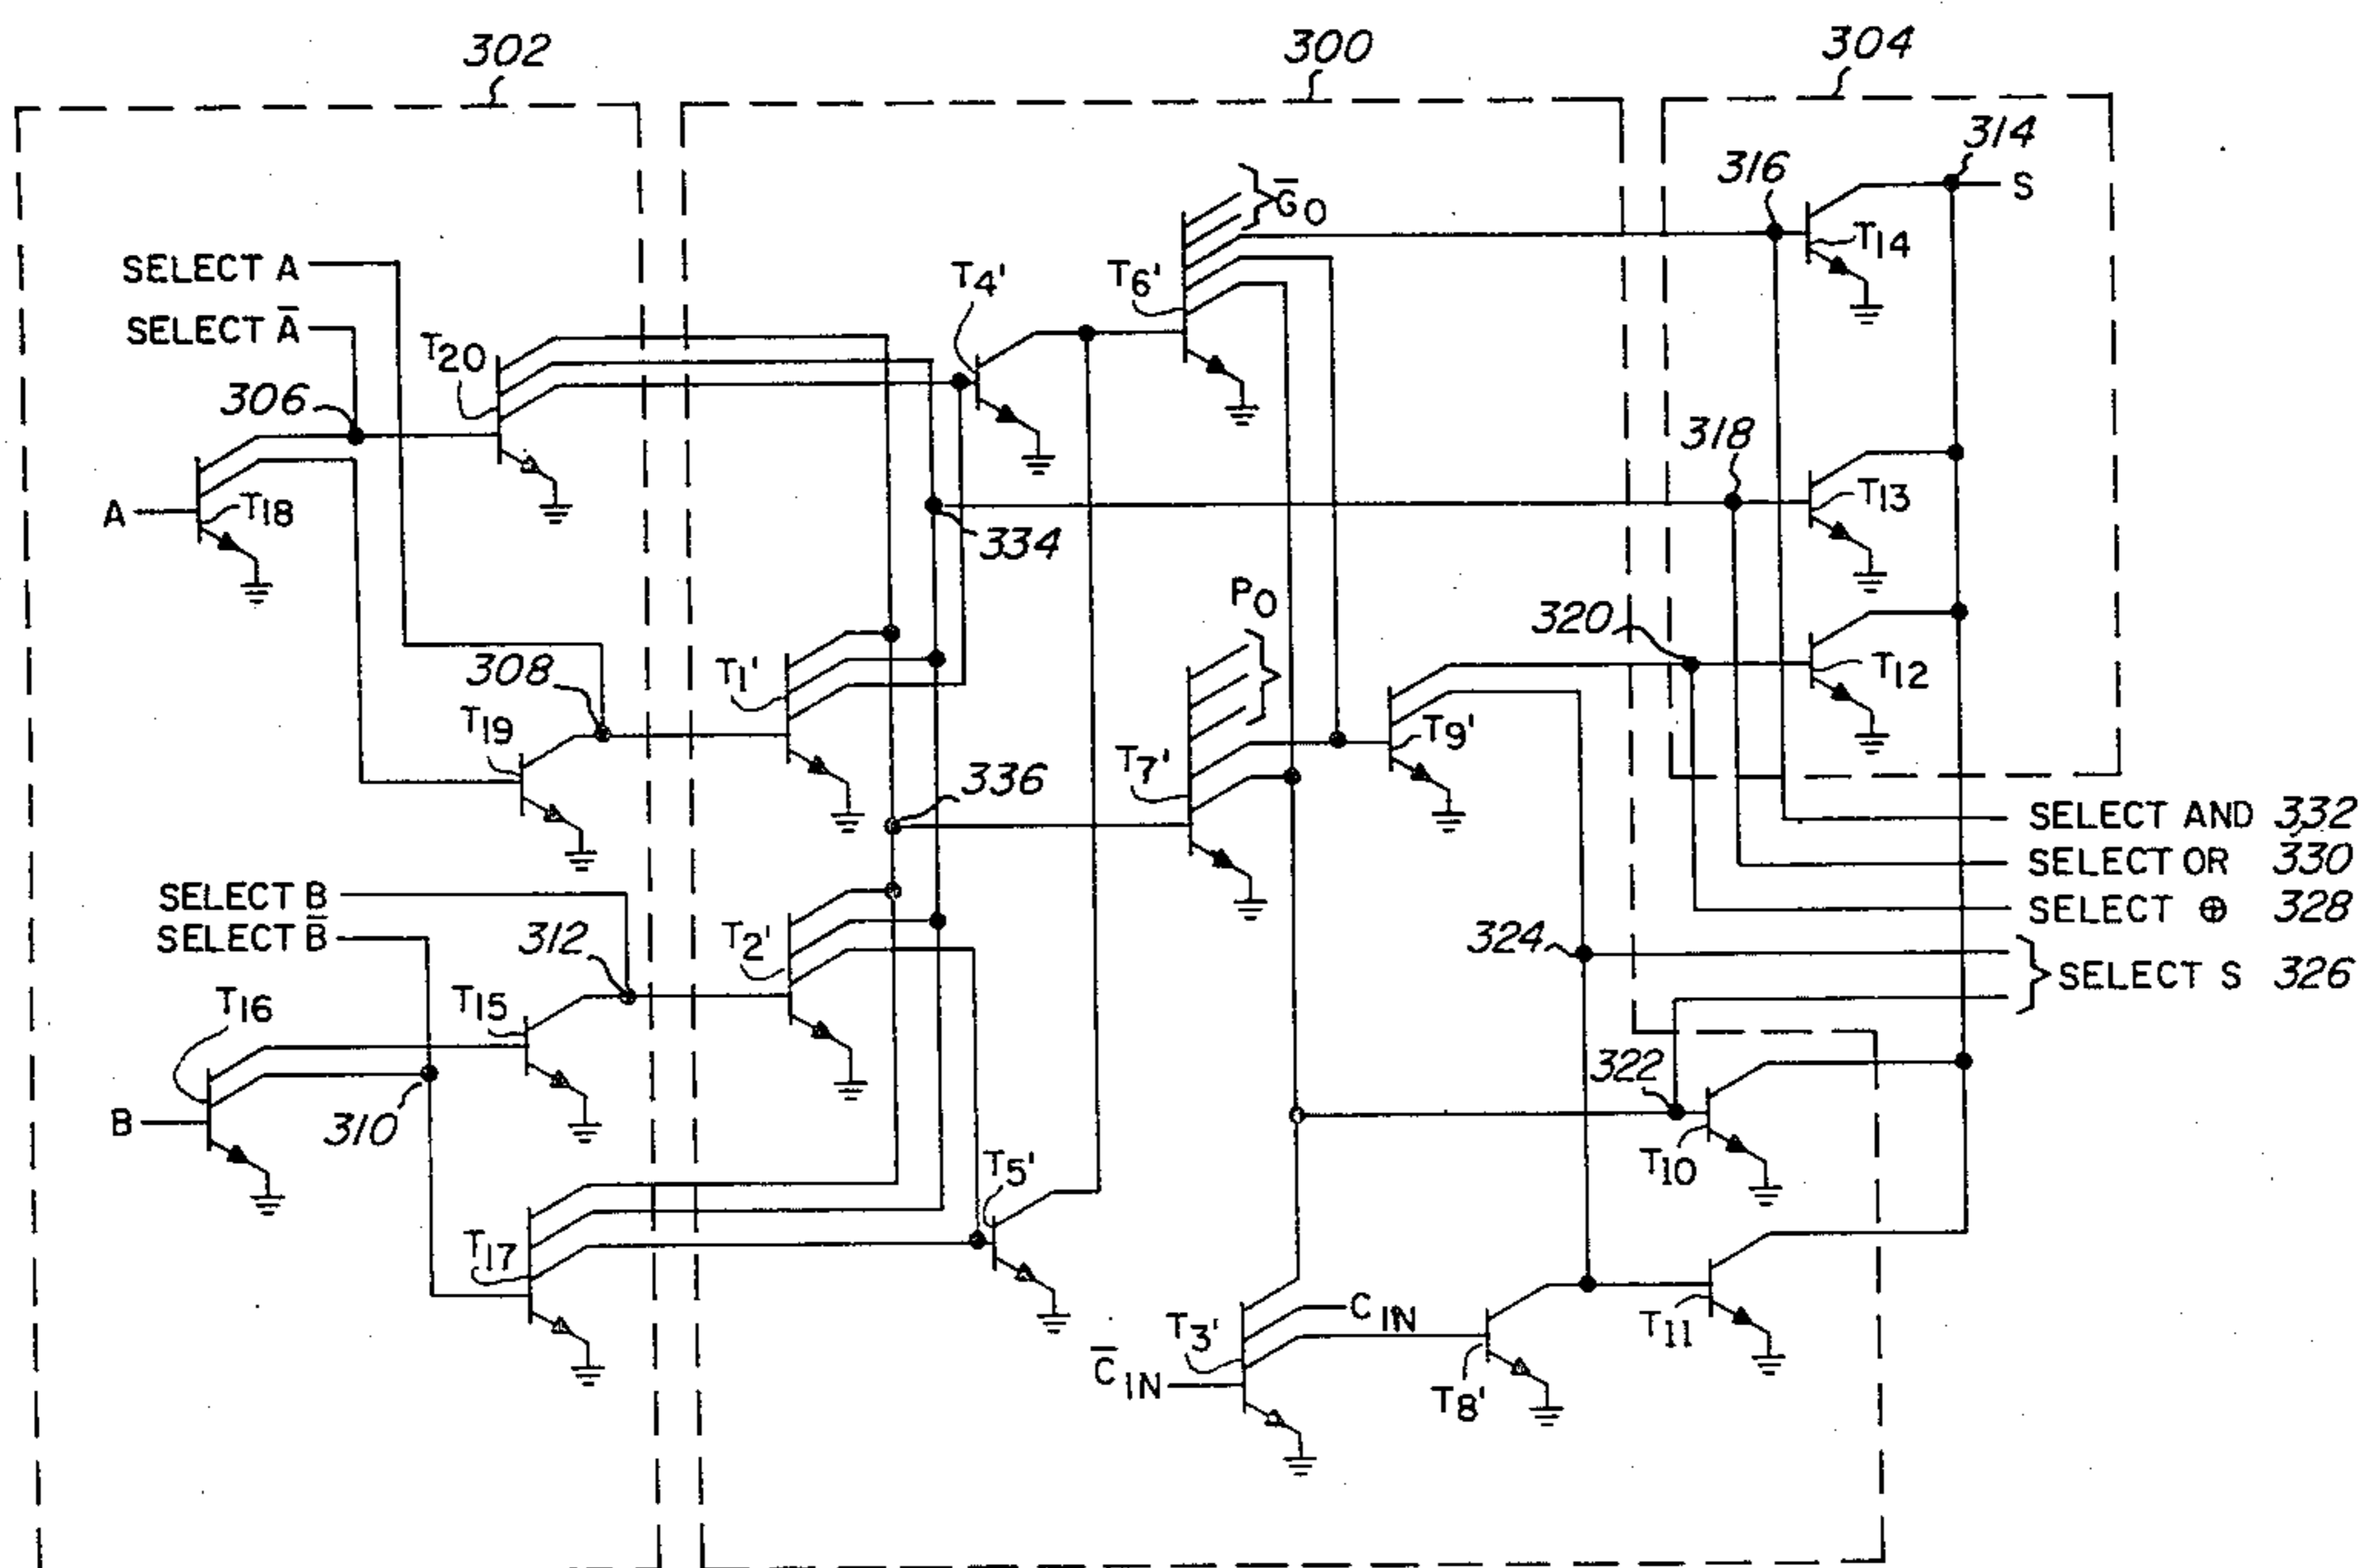 302
300
304
314
316
S
G̅0
T14
SELECT A
SELECT A̅
T20
T4'
T6'
306
318
A
T18
334
T13
P0
320
308
T1'
T12
T19
T7'
T9'
336
SELECT AND 332
SELECT OR 330
SELECT ⊕ 328
SELECT B
SELECT B̅
312
T2'
324
SELECT S 326
T16
T15
322
B
310
T10
T5'
T17
T3'
CIN
C̅IN
T11
T8'